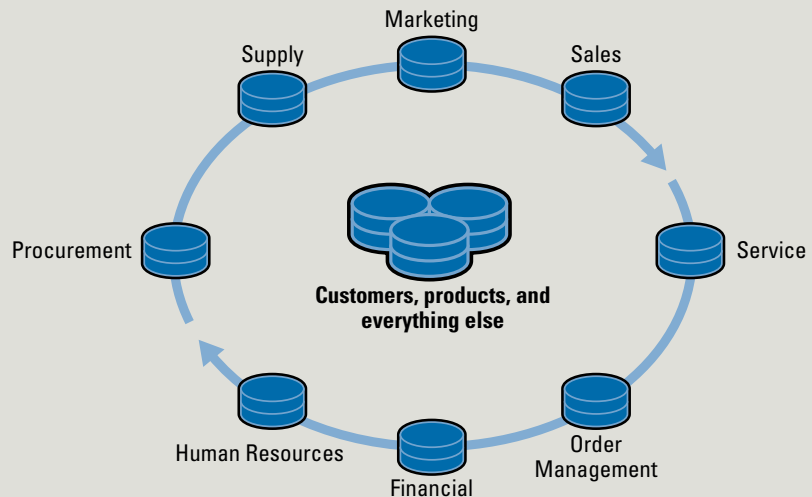 Marketing
Supply
Sales
Procurement
Service
Customers, products, and
everything else
Human Resources
Order
Management
Financial